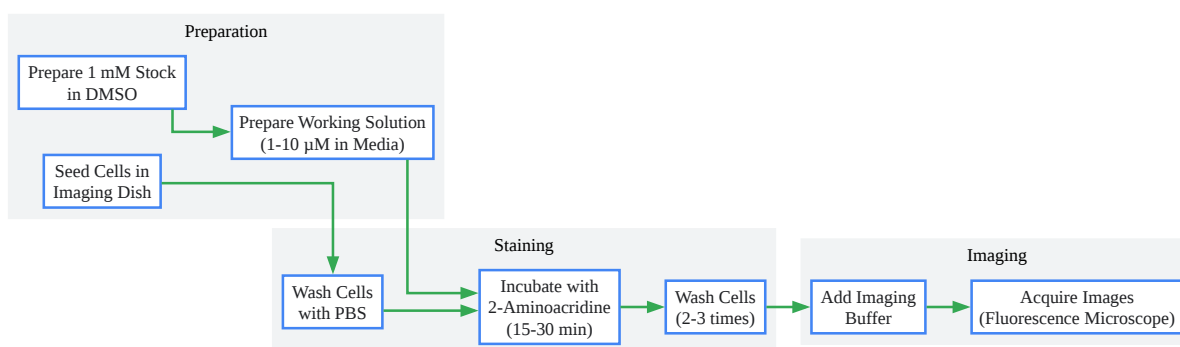 Preparation
Prepare 1 mM Stock
in DMSO
Prepare Working Solution
(1-10 µM in Media)
Seed Cells in
Imaging Dish
Staining
Wash Cells
with PBS
Incubate with
2-Aminoacridine
(15-30 min)
Wash Cells
(2-3 times)
Imaging
Add Imaging
Buffer
Acquire Images
(Fluorescence Microscope)